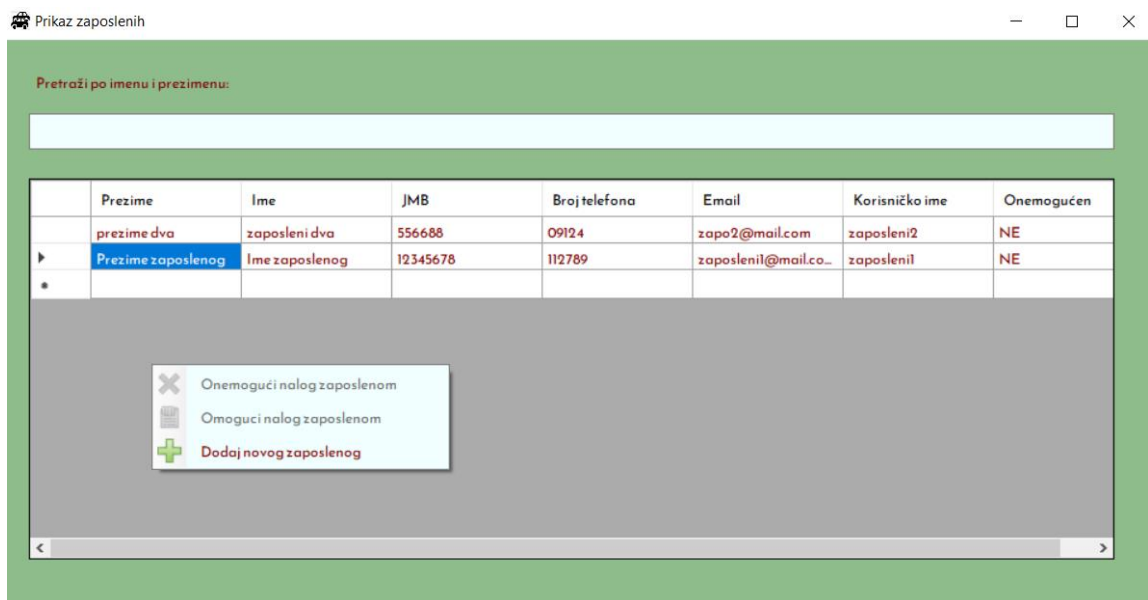 Prikaz zaposlenih
Pretraži po imenu i prezimenu:
Prezime Ime JMB Broj telefona Email Korisničko ime Onemogućen
prezime dva zaposleni dva 556688 09124 zapo2@mail.com zaposleni2 NE
Prezime zaposlenog Ime zaposlenog 12345678 112789 zaposleni1@mail.co... zaposleni1 NE
Onemogući nalog zaposlenom
Omoguci nalog zaposlenom
Dodaj novog zaposlenog